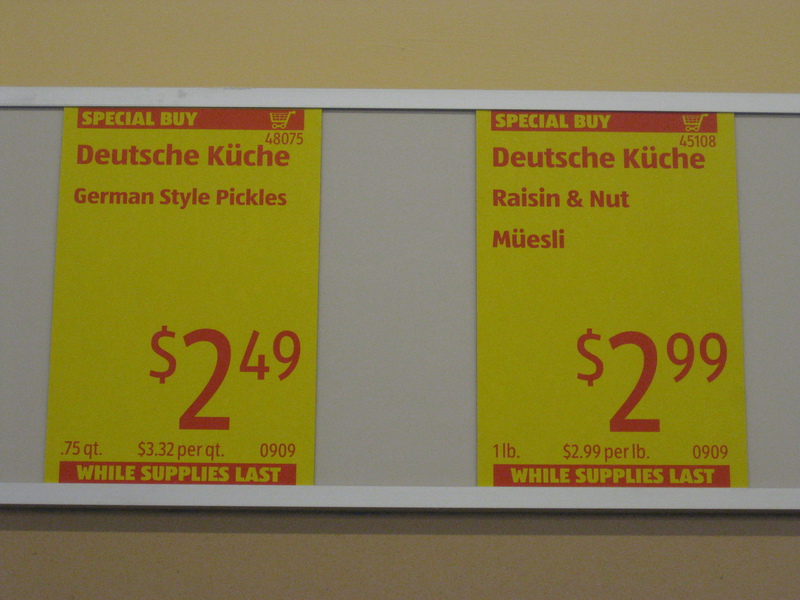 SPECIAL BUY
48075
Deutsche Küche
German Style Pickles
$2 49
.75 qt. $3.32 per qt. 0909
WHILE SUPPLIES LAST
SPECIAL BUY
45108
Deutsche Küche
Raisin & Nut
Müesli
$2 99
1 lb. $2.99 per lb. 0909
WHILE SUPPLIES LAST